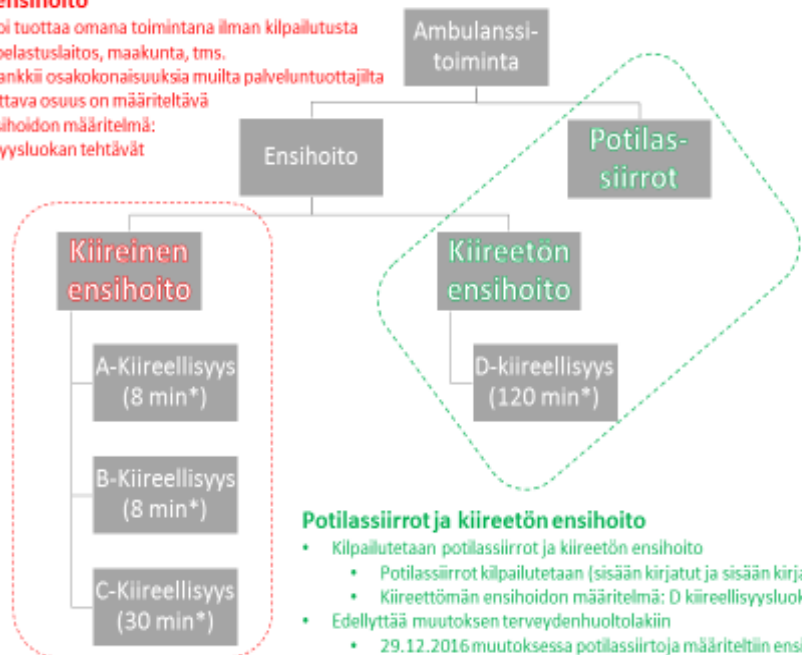 ensihoito
oi tuottaa omana toimintana ilman kilpailutusta
pelastuslaitos, maakunta, tms.
ankkii osakokonaisuuksia muilta palveluntuottajilta
ttava osuus on määriteltävä
sihoidon määritelmä:
yysluokan tehtävät
Ambulanssi-
toiminta
Ensihoito
Potilas-
siirrot
Kiireinen
ensihoito
Kiireetön
ensihoito
A-Kiireellisyys
(8 min*)
B-Kiireellisyys
(8 min*)
C-Kiireellisyys
(30 min*)
D-kiireellisyys
(120 min*)
Potilassiirrot ja kiireetön ensihoito
• Kilpailutetaan potilassiirrot ja kiireetön ensihoito
• Potilassiirrot kilpailutetaan (sisään kirjatut ja sisään kirja
• Kiireettömän ensihoidon määritelmä: D kiireellisyysluok
• Edellyttää muutoksen terveydenhuoltolakiin
• 29.12.2016 muutoksessa potilassiirtoja määriteltiin ensi